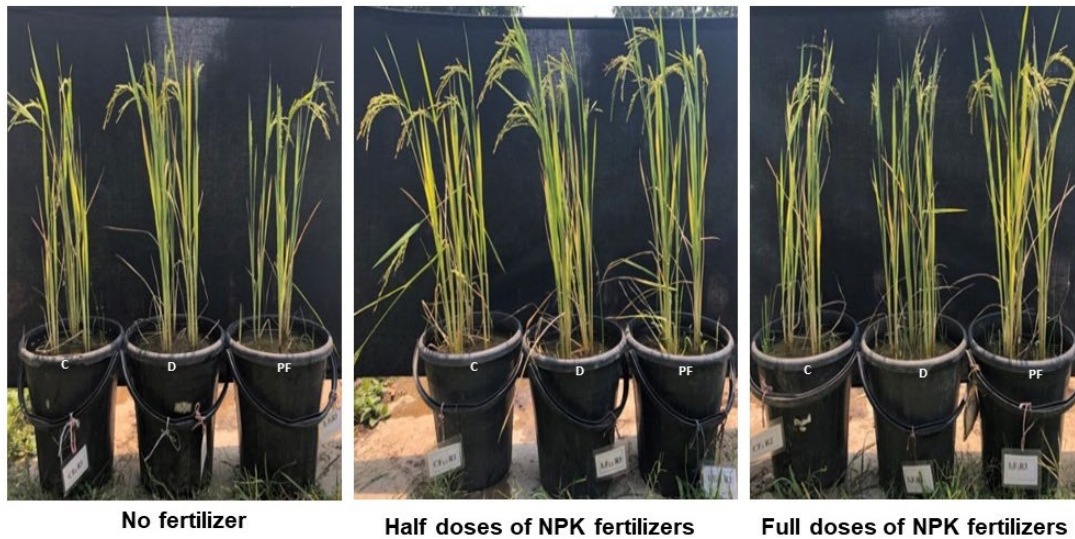 C
D
PF
C
D
PF
C
D
PF
No fertilizer
Half doses of NPK fertilizers
Full doses of NPK fertilizers